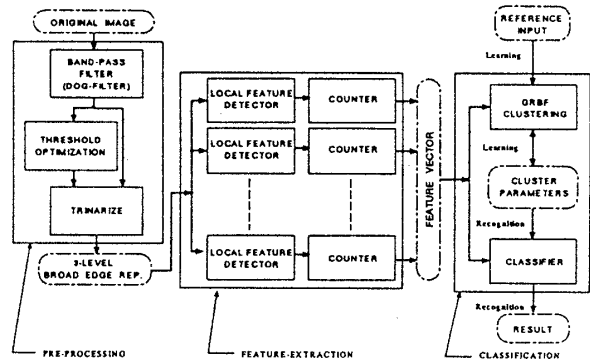 ORIGINAL IMAGE
BAND-PASS
FILTER
(DOG-FILTER)
THRESHOLD
OPTIMIZATION
TRINARIZE
3-LEVEL
BROAD EDGE REP.
PRE-PROCESSING
LOCAL FEATURE
DETECTOR
COUNTER
LOCAL FEATURE
DETECTOR
COUNTER
LOCAL FEATURE
DETECTOR
COUNTER
FEATURE-EXTRACTION
FEATURE VECTOR
REFERENCE
INPUT
Learning
GRBF
CLUSTERING
Learning
CLUSTER
PARAMETERS
Recognition
CLASSIFIER
Recognition
RESULT
CLASSIFICATION